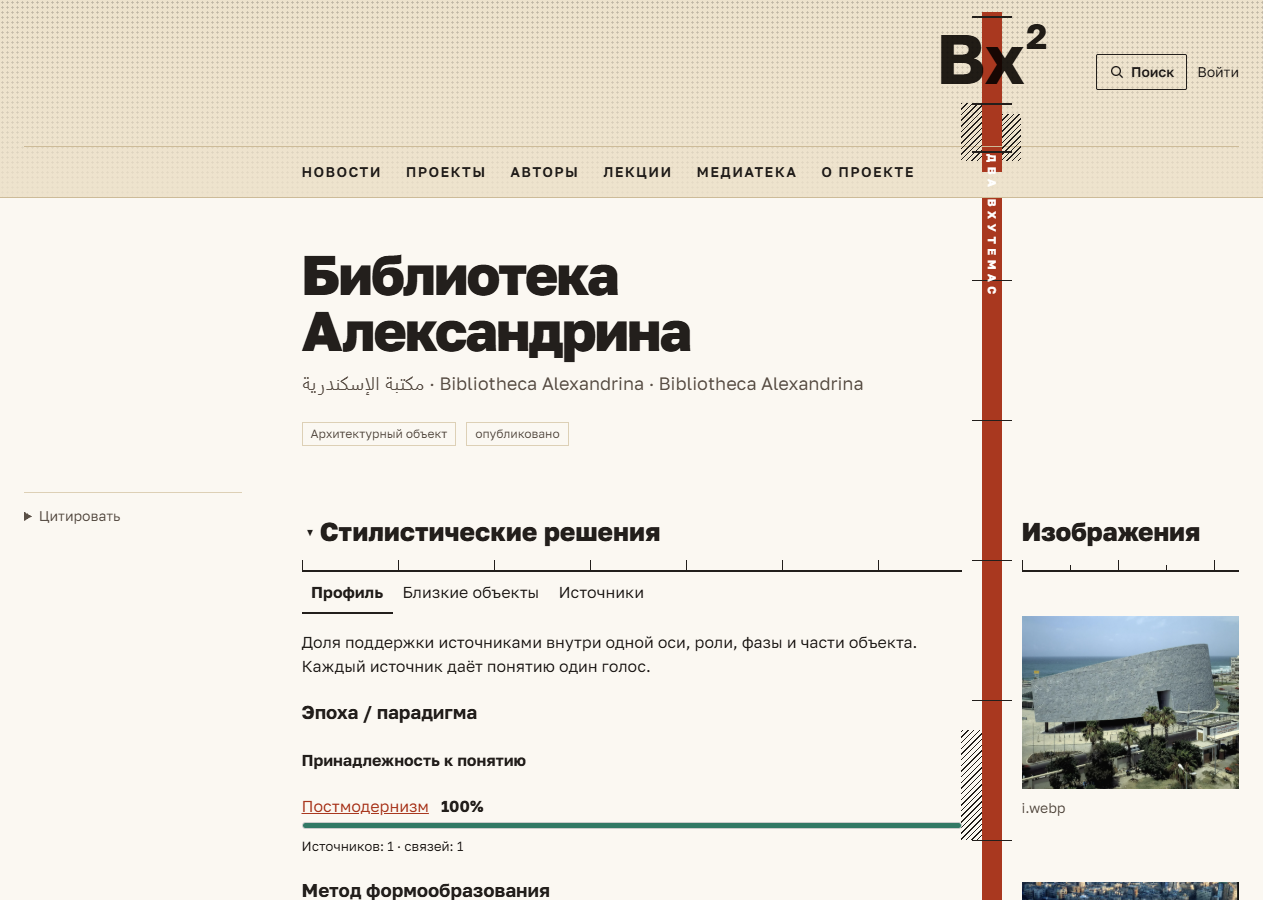 Вх²
Поиск
Войти
НОВОСТИ ПРОЕКТЫ АВТОРЫ ЛЕКЦИИ МЕДИАТЕКА О ПРОЕКТЕ
ДВА ВХУТЕМАС
Библиотека
Александрина
مكتبة الإسكندرية · Bibliotheca Alexandrina · Bibliotheca Alexandrina
Архитектурный объект опубликовано
Цитировать
Стилистические решения
Изображения
Профиль Близкие объекты Источники
Доля поддержки источниками внутри одной оси, роли, фазы и части объекта.
Каждый источник даёт понятию один голос.
Эпоха / парадигма
Принадлежность к понятию
Постмодернизм 100%
i.webp
Источников: 1 · связей: 1
Метод формообразования